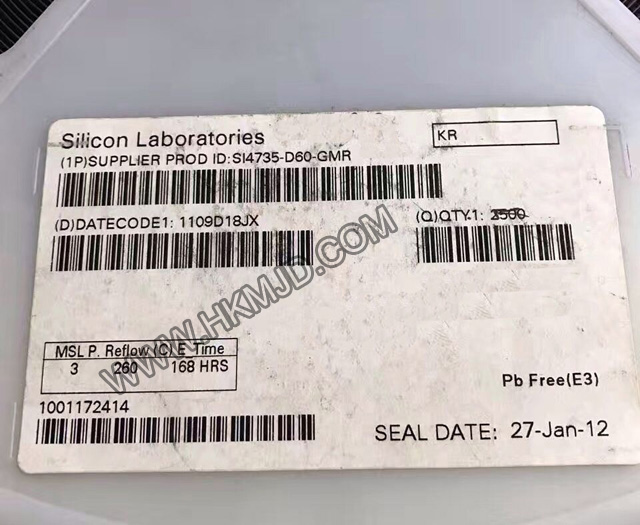 Silicon Laboratories
KR
(1P)SUPPLIER PROD ID:SI4735-D60-GMR
(D)DATECODE1: 1109D18JX
(Q)QTY.1: 2500
MSL P. Reflow (C) E_Time
3 260 168 HRS
Pb Free(E3)
1001172414
SEAL DATE: 27-Jan-12
WWW.HKMJD.COM